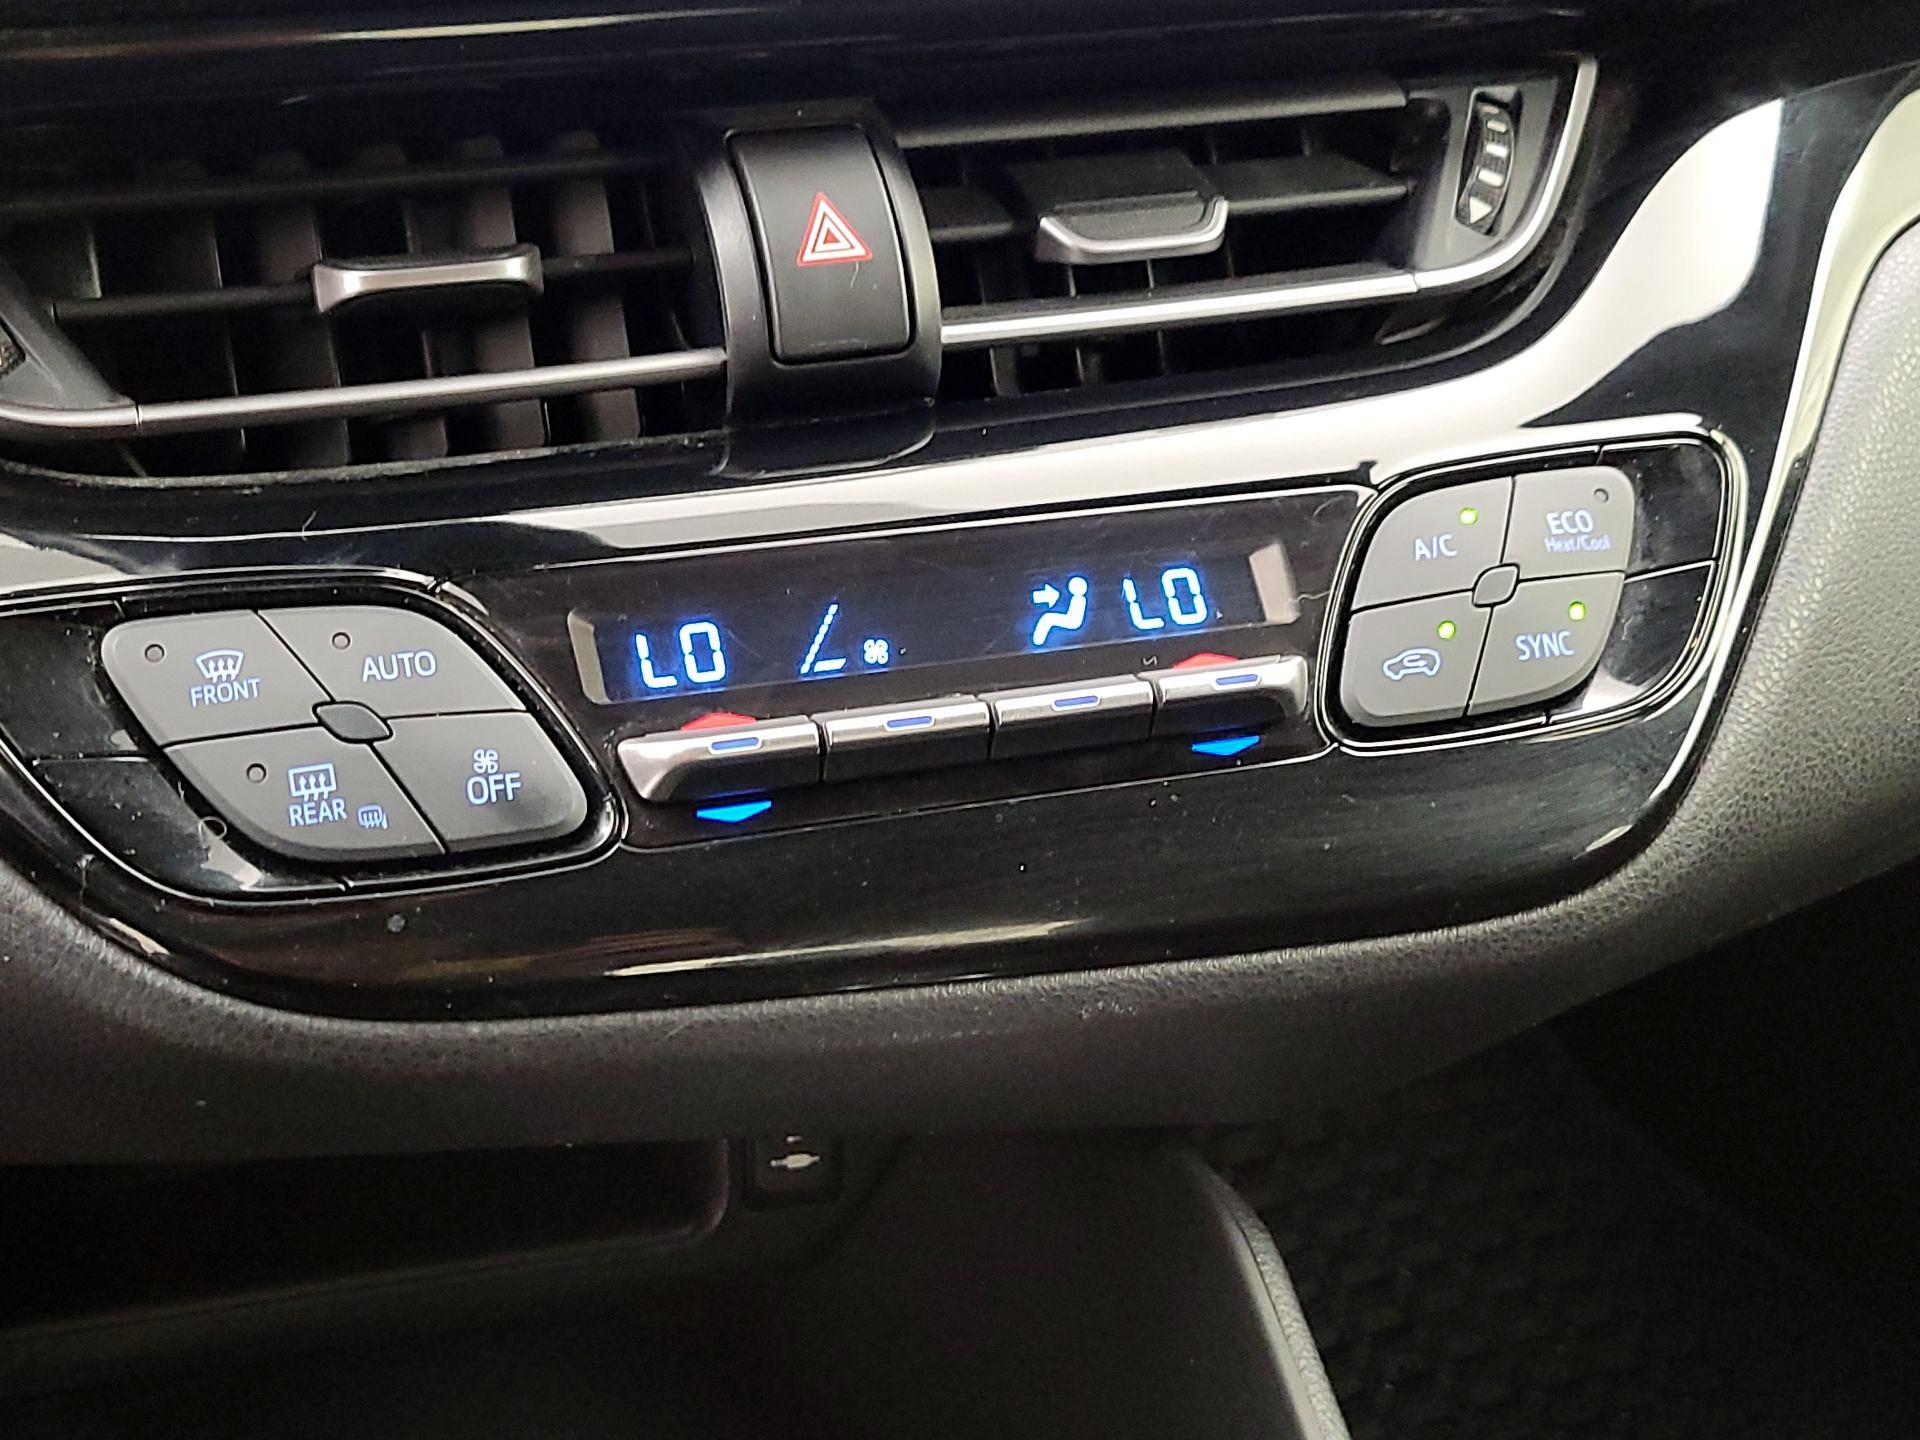 FRONT
AUTO
REAR
OFF
LO
LO
A/C
ECO
Heat/Cool
SYNC